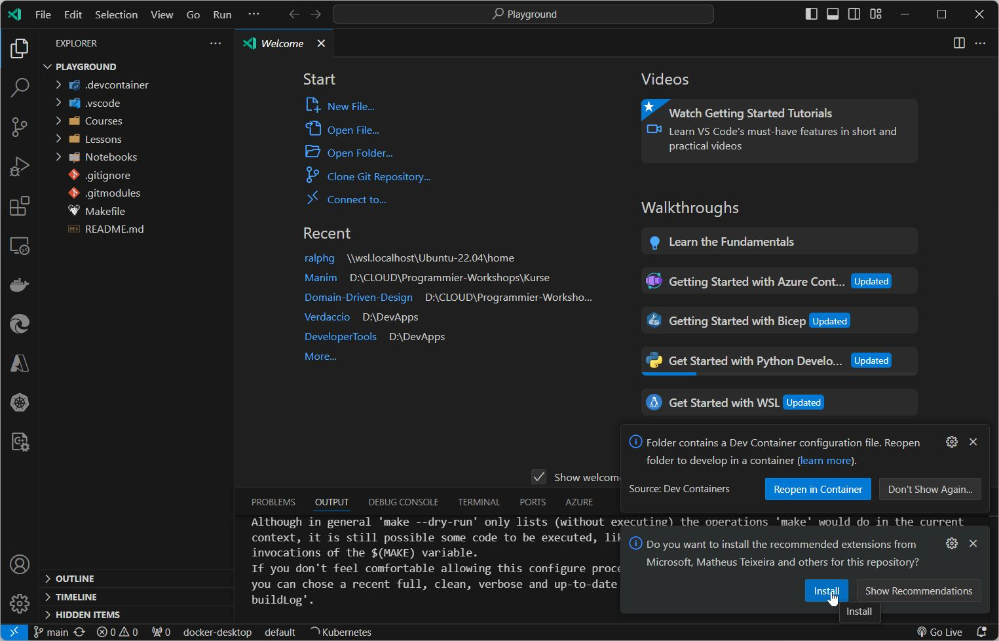 File Edit Selection View Go Run ···
Playground
EXPLORER ···
Welcome
PLAYGROUND
.devcontainer
.vscode
Courses
Lessons
Notebooks
.gitignore
.gitmodules
Makefile
README.md
OUTLINE
TIMELINE
HIDDEN ITEMS
Start
New File...
Open File...
Open Folder...
Clone Git Repository...
Connect to...
Recent
ralphg \\wsl.localhost\Ubuntu-22.04\home
Manim D:\CLOUD\Programmier-Workshops\Kurse
Domain-Driven-Design D:\CLOUD\Programmier-Worksho...
Verdaccio D:\DevApps
DeveloperTools D:\DevApps
More...
Videos
Watch Getting Started Tutorials
Learn VS Code's must-have features in short and
practical videos
Walkthroughs
Learn the Fundamentals
Getting Started with Azure Cont... Updated
Getting Started with Bicep Updated
Get Started with Python Develo... Updated
Get Started with WSL Updated
Show welcom
Folder contains a Dev Container configuration file. Reopen
folder to develop in a container (learn more).
Source: Dev Containers Reopen in Container Don't Show Again...
PROBLEMS OUTPUT DEBUG CONSOLE TERMINAL PORTS AZURE
Although in general 'make --dry-run' only lists (without executing) the operations 'make' would do in the current
context, it is still possible some code to be executed, li
invocations of the $(MAKE) variable.
If you don't feel comfortable allowing this configure proc
you can chose a recent full, clean, verbose and up-to-date
buildLog'.
Do you want to install the recommended extensions from
Microsoft, Matheus Teixeira and others for this repository?
Install Show Recommendations
Install
main 0 0 0 docker-desktop default Kubernetes Go Live